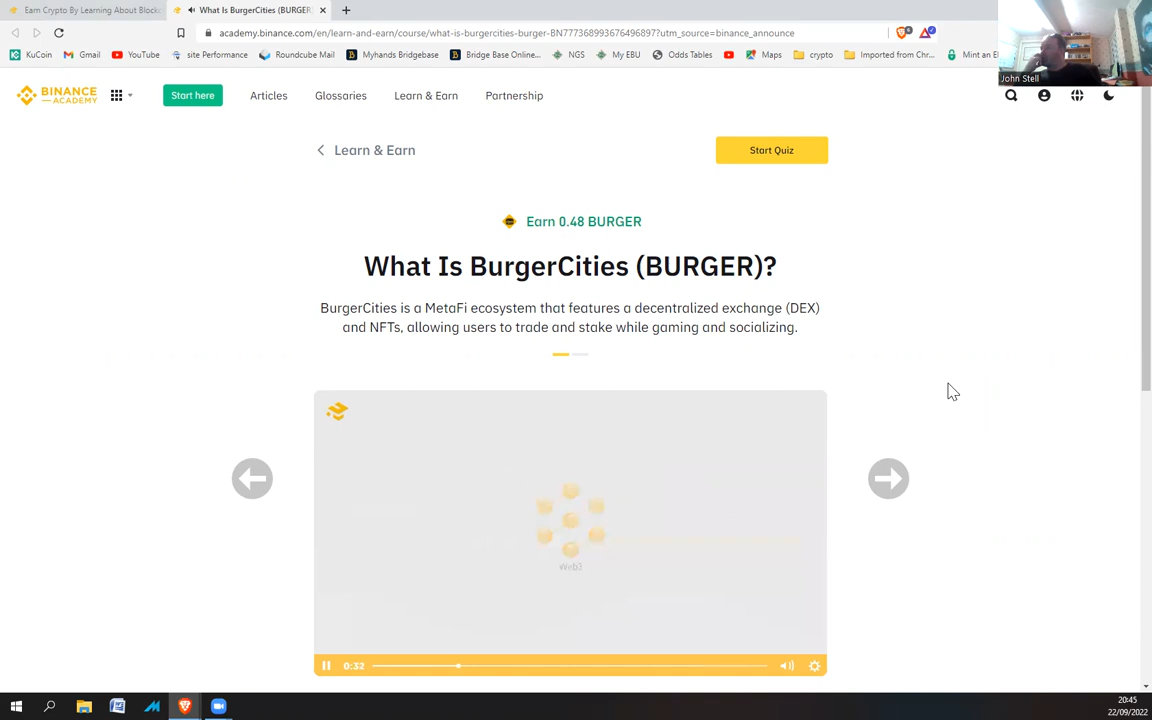 Earn Crypto By Learning About Blockc
What Is BurgerCities (BURGER)
academy.binance.com/en/learn-and-earn/course/what-is-burgercities-burger-BN7773689936764968977?utm_source=binance_announce
KuCoin
Gmail
YouTube
site Performance
Roundcube Mail
Myhands Bridgebase
Bridge Base Online...
NGS
My EBU
Odds Tables
Maps
crypto
Imported from Chr...
Mint an E
John Stell
BINANCE
ACADEMY
Start here
Articles
Glossaries
Learn & Earn
Partnership
Learn & Earn
Start Quiz
Earn 0.48 BURGER
What Is BurgerCities (BURGER)?
BurgerCities is a MetaFi ecosystem that features a decentralized exchange (DEX)
and NFTs, allowing users to trade and stake while gaming and socializing.
Web3
0:32
20:45
22/09/2022